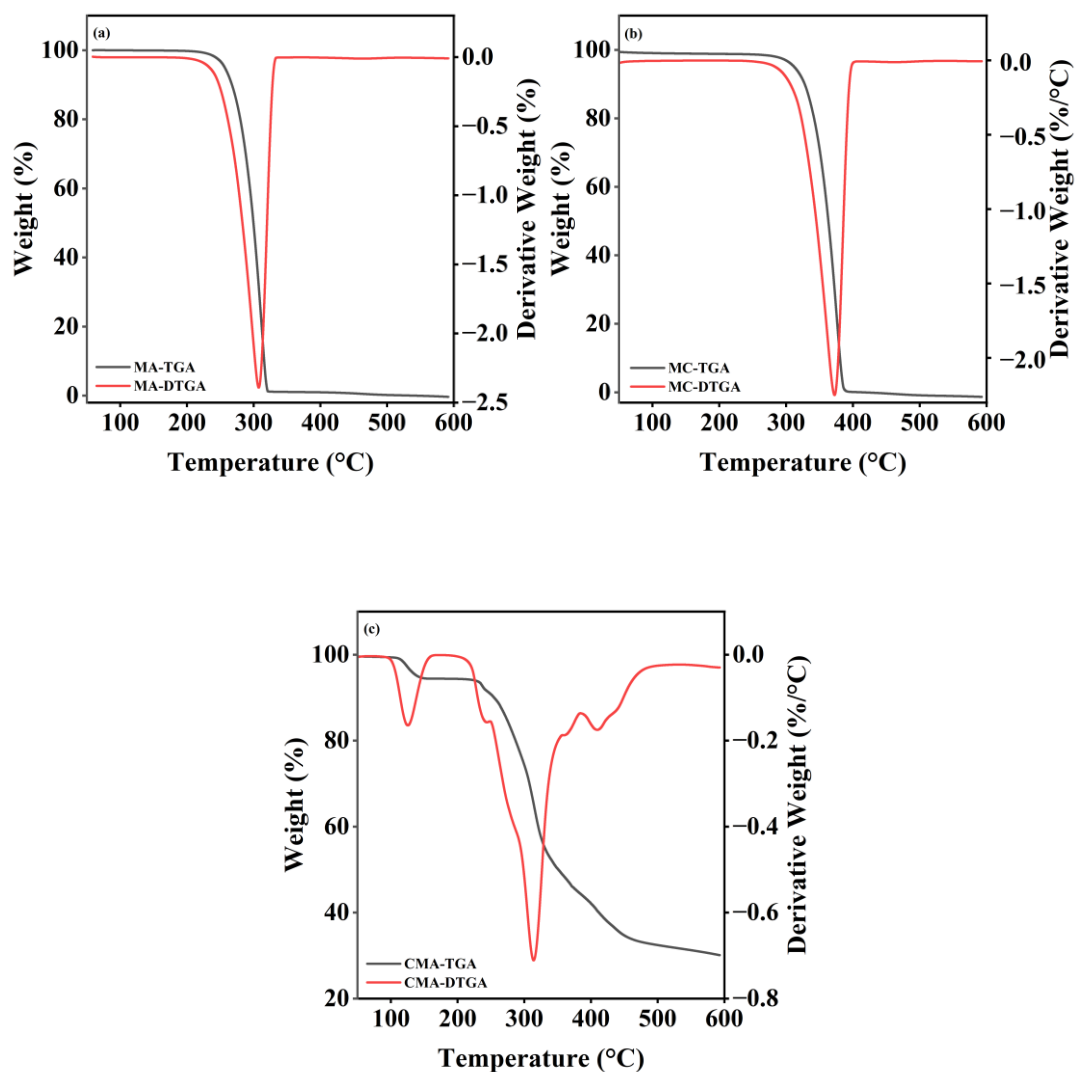 (a)
100
80
60
40
20
0
Weight (%)
0.0
−0.5
−1.0
−1.5
−2.0
−2.5
Derivative Weight (%)
MA-TGA
MA-DTGA
100 200 300 400 500 600
Temperature (°C)
(b)
100
80
60
40
20
0
Weight (%)
0.0
−0.5
−1.0
−1.5
−2.0
Derivative Weight (%/°C)
MC-TGA
MC-DTGA
100 200 300 400 500 600
Temperature (°C)
(c)
100
80
60
40
20
Weight (%)
0.0
−0.2
−0.4
−0.6
−0.8
Derivative Weight (%/°C)
CMA-TGA
CMA-DTGA
100 200 300 400 500 600
Temperature (°C)